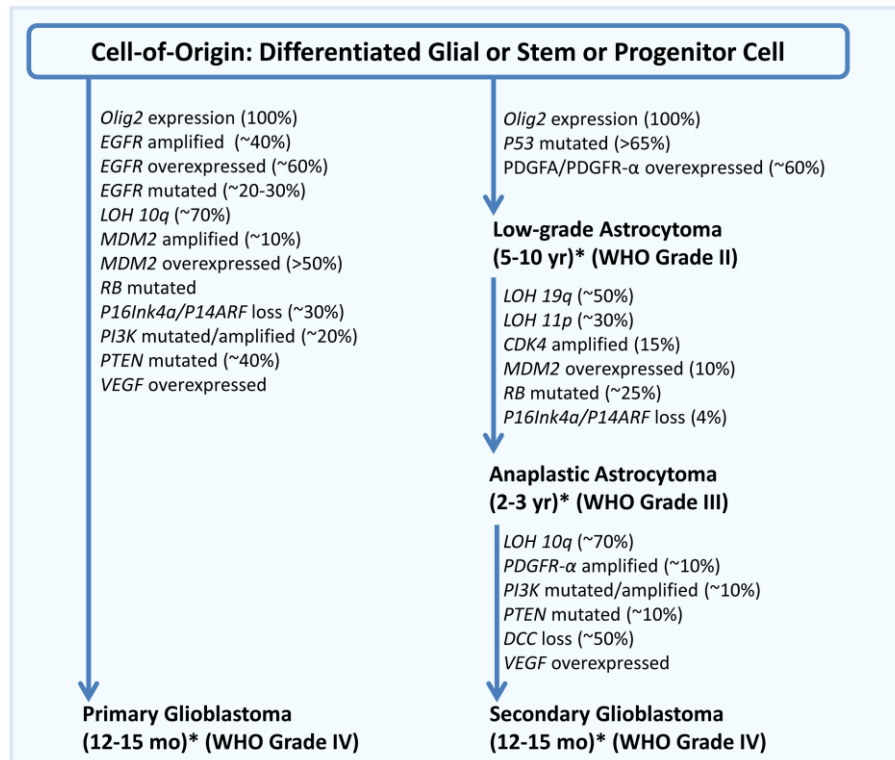 Cell-of-Origin: Differentiated Glial or Stem or Progenitor Cell
Olig2 expression (100%)
EGFR amplified (~40%)
EGFR overexpressed (~60%)
EGFR mutated (~20-30%)
LOH 10q (~70%)
MDM2 amplified (~10%)
MDM2 overexpressed (>50%)
RB mutated
P16Ink4a/P14ARF loss (~30%)
PI3K mutated/amplified (~20%)
PTEN mutated (~40%)
VEGF overexpressed
Primary Glioblastoma
(12-15 mo)* (WHO Grade IV)
Olig2 expression (100%)
P53 mutated (>65%)
PDGFA/PDGFR-α overexpressed (~60%)
Low-grade Astrocytoma
(5-10 yr)* (WHO Grade II)
LOH 19q (~50%)
LOH 11p (~30%)
CDK4 amplified (15%)
MDM2 overexpressed (10%)
RB mutated (~25%)
P16Ink4a/P14ARF loss (4%)
Anaplastic Astrocytoma
(2-3 yr)* (WHO Grade III)
LOH 10q (~70%)
PDGFR-α amplified (~10%)
PI3K mutated/amplified (~10%)
PTEN mutated (~10%)
DCC loss (~50%)
VEGF overexpressed
Secondary Glioblastoma
(12-15 mo)* (WHO Grade IV)